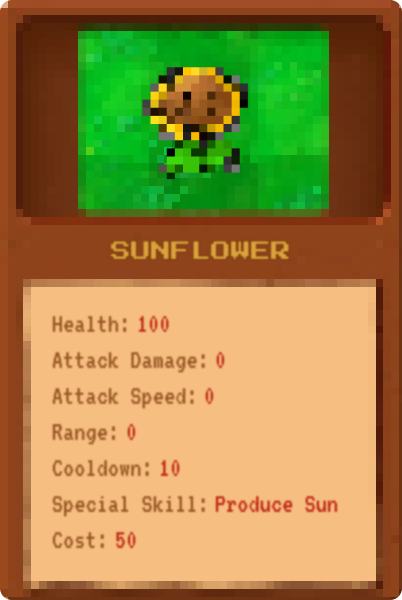 SUNFLOWER
Health: 100
Attack Damage: 0
Attack Speed: 0
Range: 0
Cooldown: 10
Special Skill: Produce Sun
Cost: 50